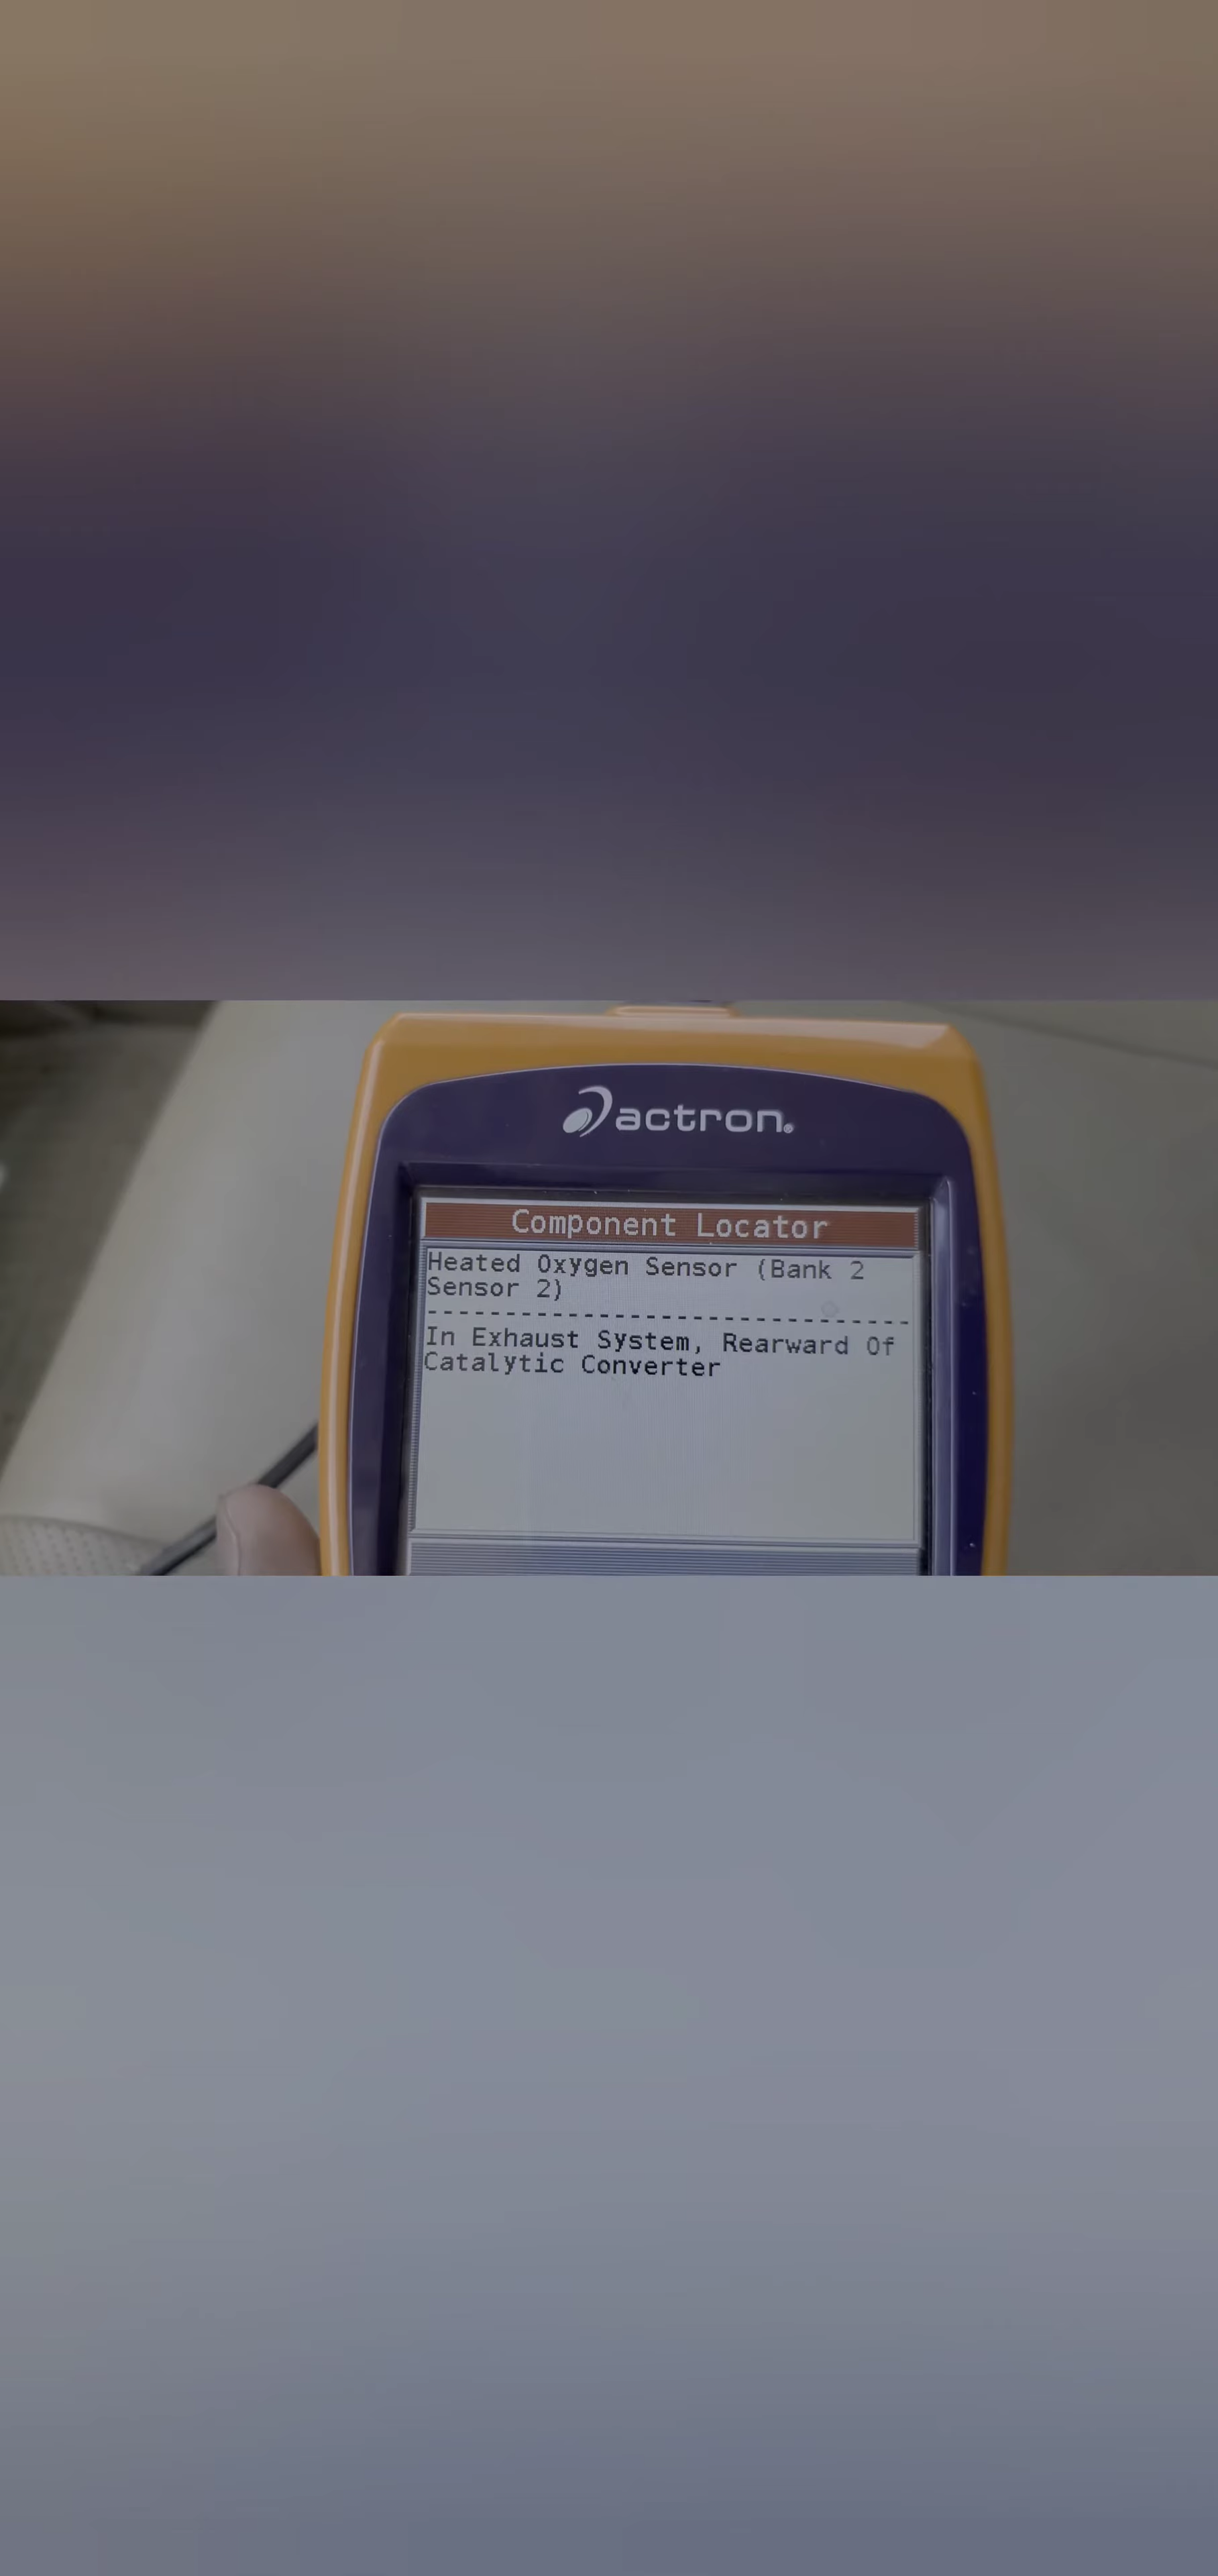 actron
Component Locator
Heated Oxygen Sensor (Bank 2
Sensor 2)
--------------------------------
In Exhaust System, Rearward Of
Catalytic Converter